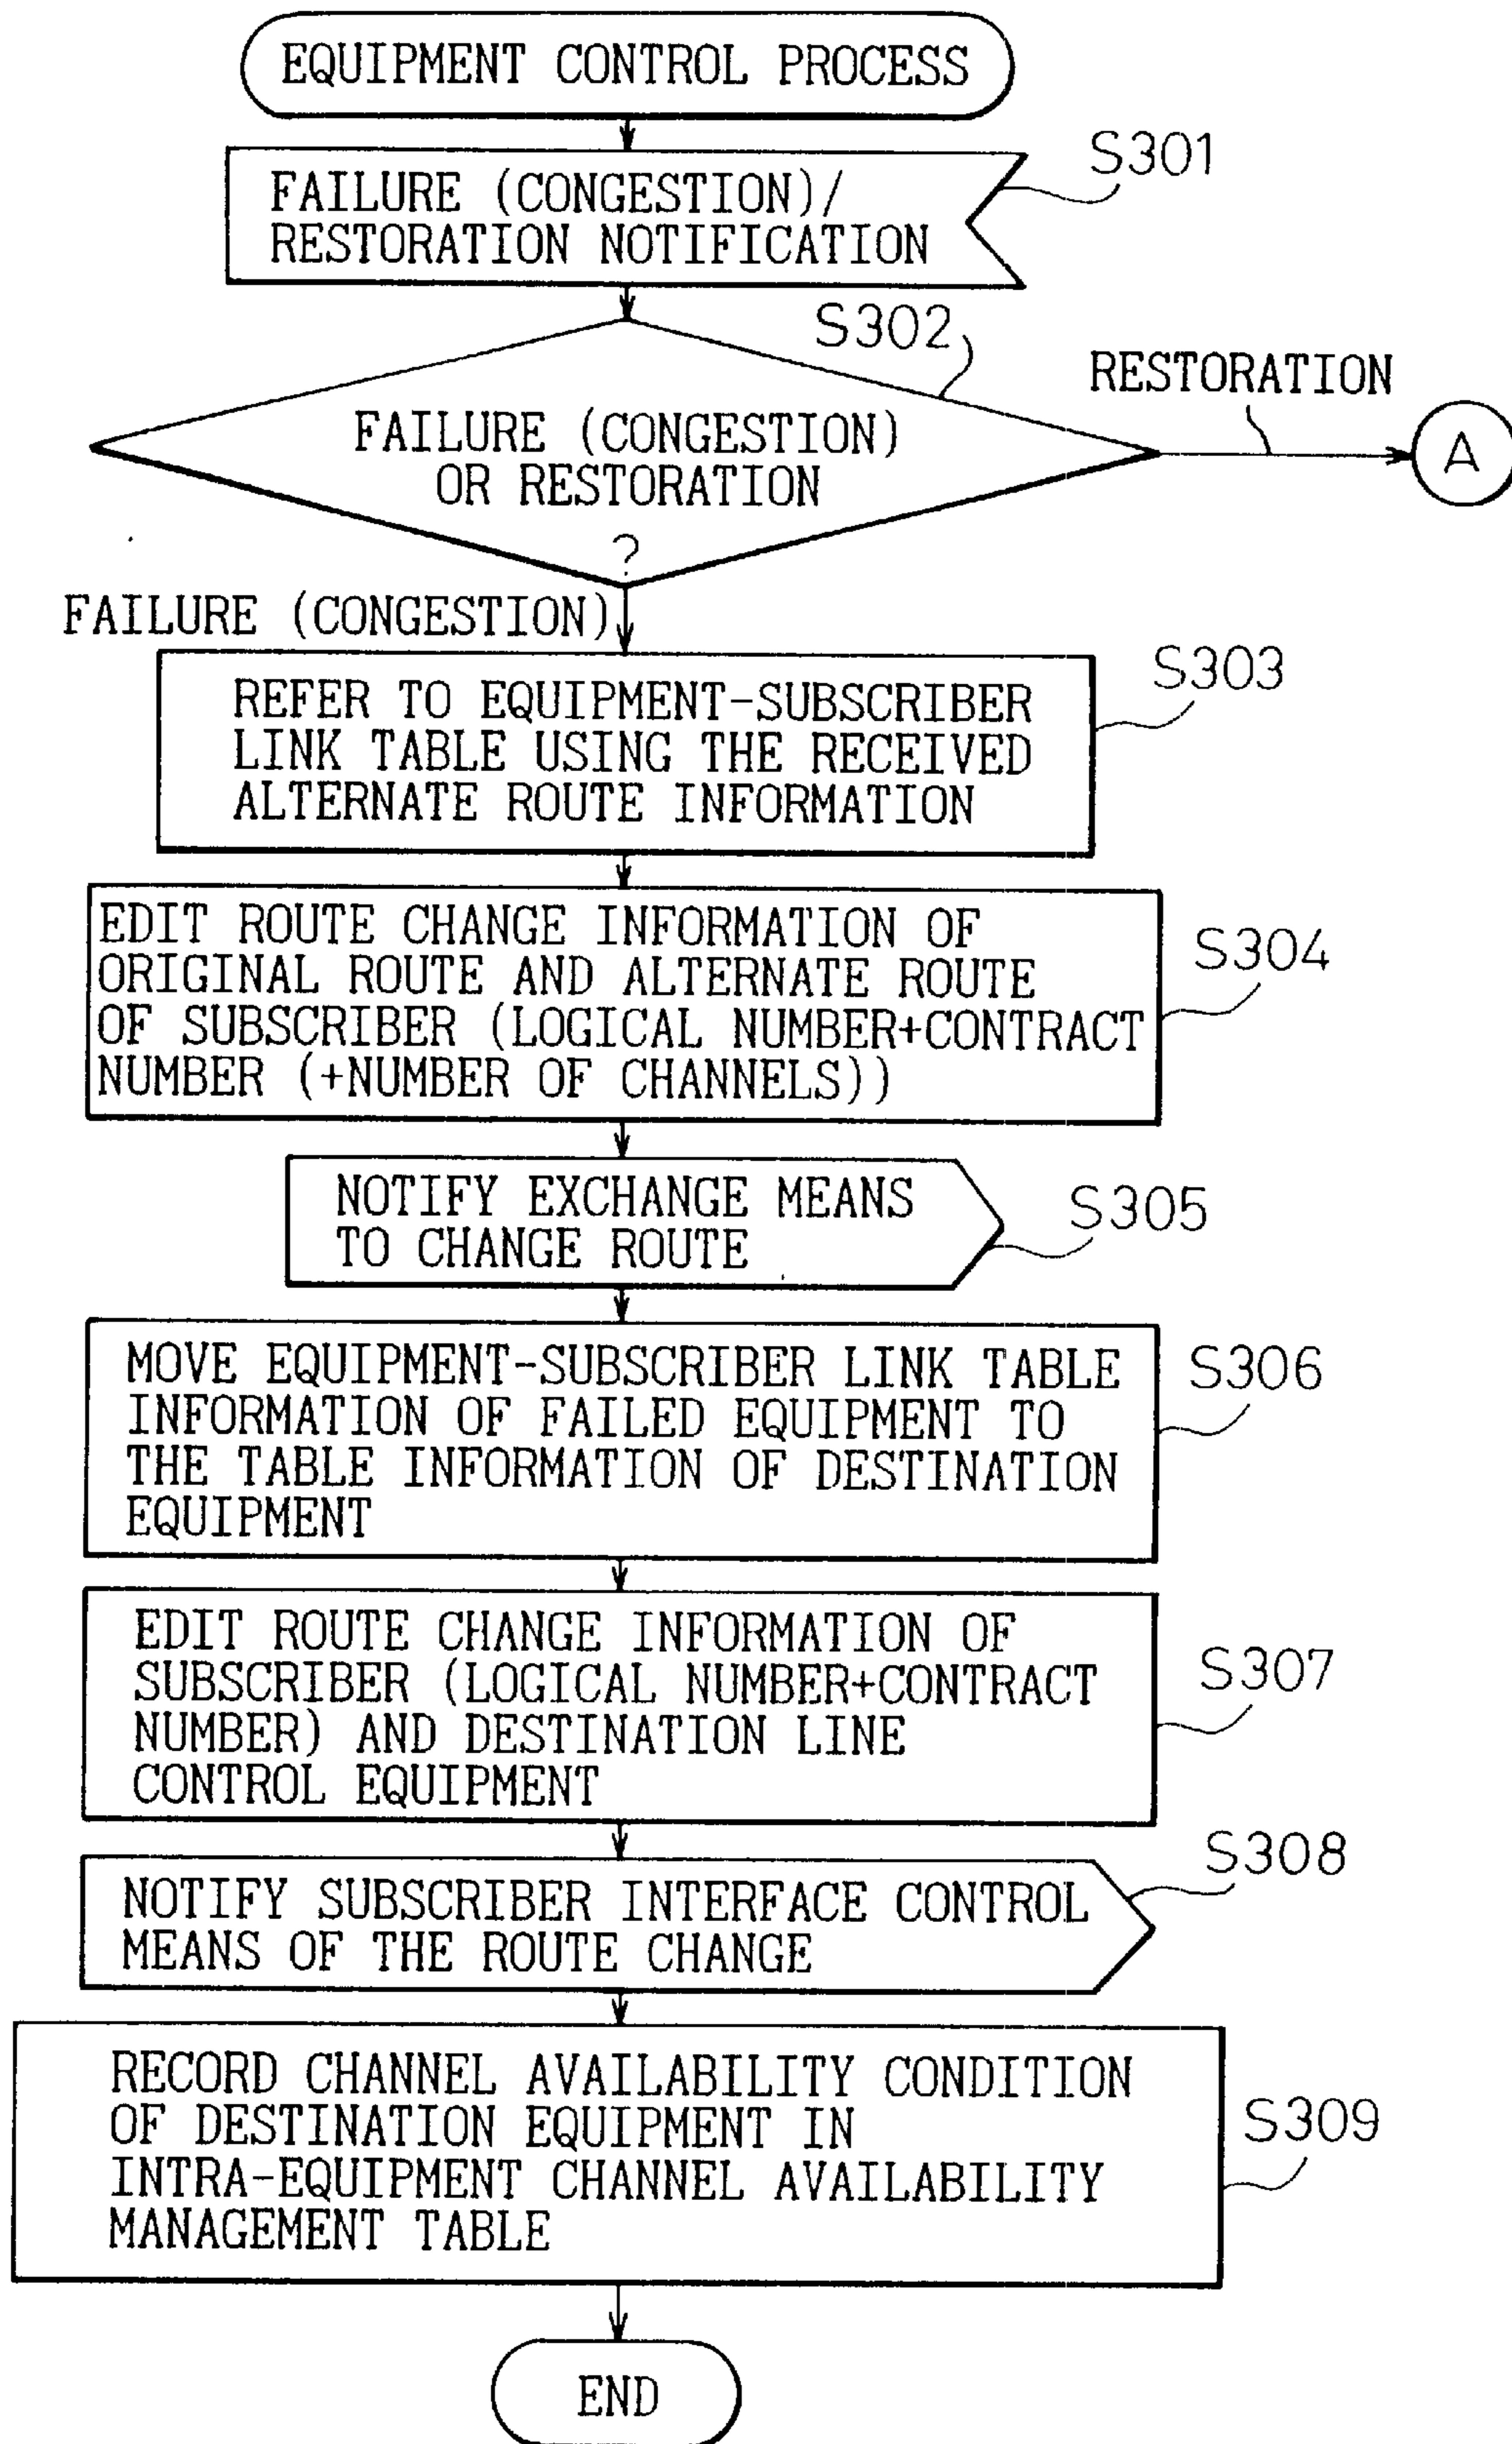 EQUIPMENT CONTROL PROCESS
S301
FAILURE (CONGESTION)/
RESTORATION NOTIFICATION
S302
RESTORATION
FAILURE (CONGESTION)
OR RESTORATION
?
A
FAILURE (CONGESTION)
S303
REFER TO EQUIPMENT-SUBSCRIBER
LINK TABLE USING THE RECEIVED
ALTERNATE ROUTE INFORMATION
S304
EDIT ROUTE CHANGE INFORMATION OF
ORIGINAL ROUTE AND ALTERNATE ROUTE
OF SUBSCRIBER (LOGICAL NUMBER+CONTRACT
NUMBER (+NUMBER OF CHANNELS))
S305
NOTIFY EXCHANGE MEANS
TO CHANGE ROUTE
S306
MOVE EQUIPMENT-SUBSCRIBER LINK TABLE
INFORMATION OF FAILED EQUIPMENT TO
THE TABLE INFORMATION OF DESTINATION
EQUIPMENT
S307
EDIT ROUTE CHANGE INFORMATION OF
SUBSCRIBER (LOGICAL NUMBER+CONTRACT
NUMBER) AND DESTINATION LINE
CONTROL EQUIPMENT
S308
NOTIFY SUBSCRIBER INTERFACE CONTROL
MEANS OF THE ROUTE CHANGE
S309
RECORD CHANNEL AVAILABILITY CONDITION
OF DESTINATION EQUIPMENT IN
INTRA-EQUIPMENT CHANNEL AVAILABILITY
MANAGEMENT TABLE
END